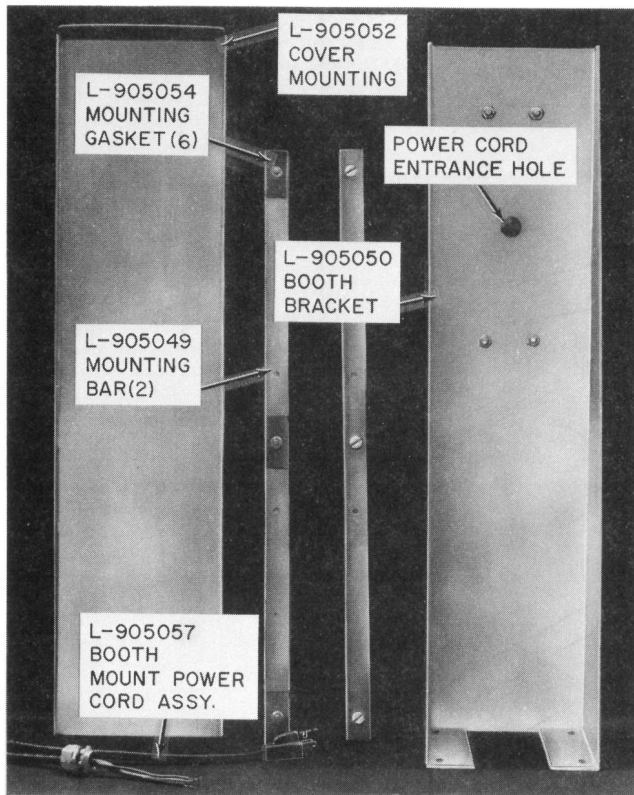 L-905052
COVER
MOUNTING
L-905054
MOUNTING
GASKET(6)
POWER CORD
ENTRANCE HOLE
L-905050
BOOTH
BRACKET
L-905049
MOUNTING
BAR(2)
L-905057
BOOTH
MOUNT POWER
CORD ASSY.